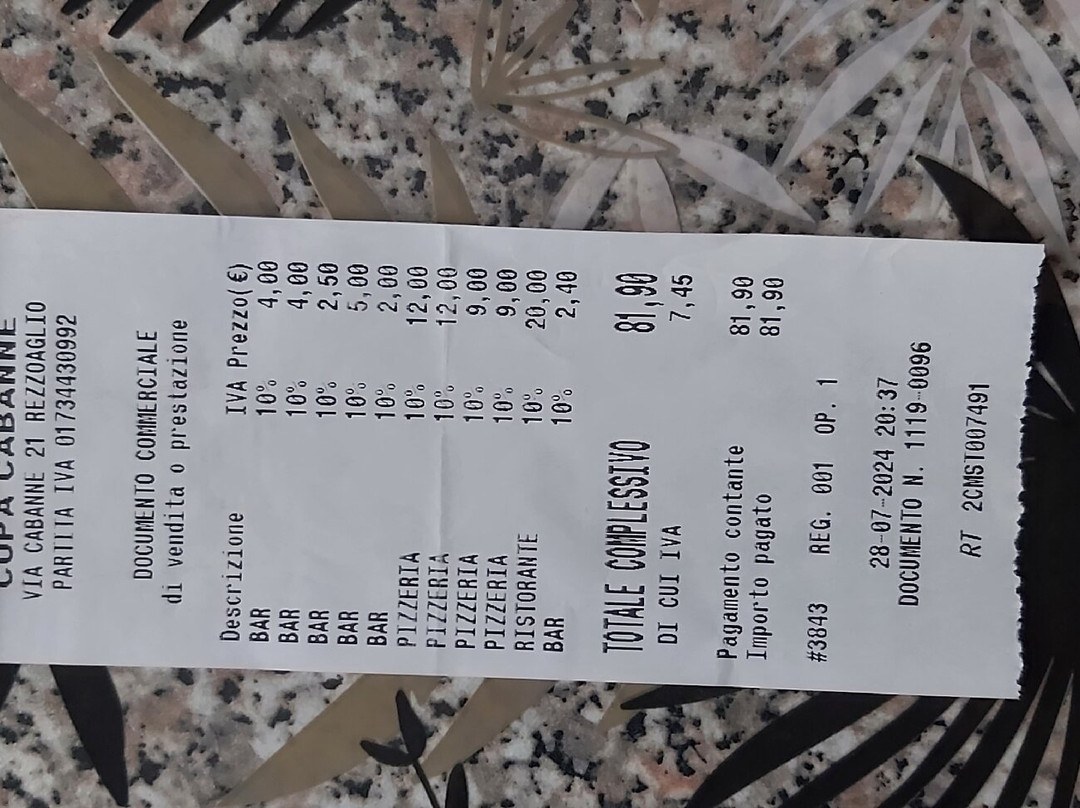 CUPA CABANNE
VIA CABANNE 21 REZZOAGLIO
PARTITA IVA 01734430992
DOCUMENTO COMMERCIALE
di vendita o prestazione
Descrizione IVA Prezzo(€)
BAR 10% 4,00
BAR 10% 4,00
BAR 10% 2,50
BAR 10% 5,00
BAR 10% 2,00
PIZZERIA 10% 12,00
PIZZERIA 10% 12,00
PIZZERIA 10% 9,00
PIZZERIA 10% 9,00
RISTORANTE 10% 20,00
BAR 10% 2,40
TOTALE COMPLESSIVO 81,90
DI CUI IVA 7,45
Pagamento contante 81,90
Importo pagato 81,90
#3843 REG. 001 OP. 1
28-07-2024 20:37
DOCUMENTO N. 1119-0096
RT 2CMST007491